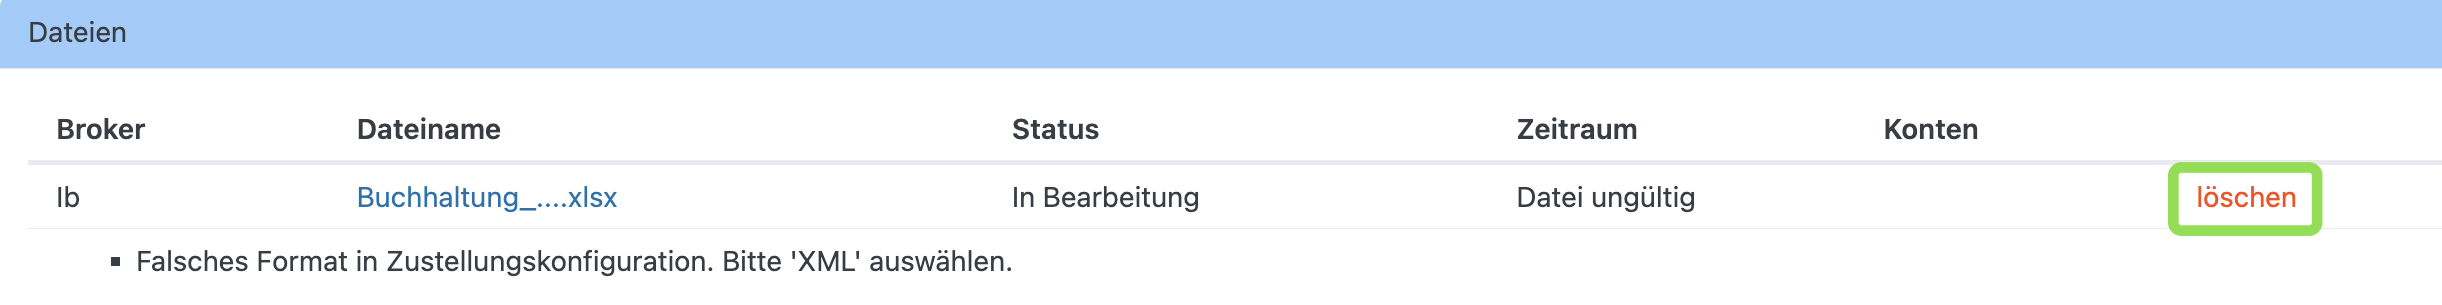 Dateien
Broker Dateiname Status Zeitraum Konten
Ib Buchhaltung_....xlsx In Bearbeitung Datei ungültig löschen
▪ Falsches Format in Zustellungskonfiguration. Bitte 'XML' auswählen.